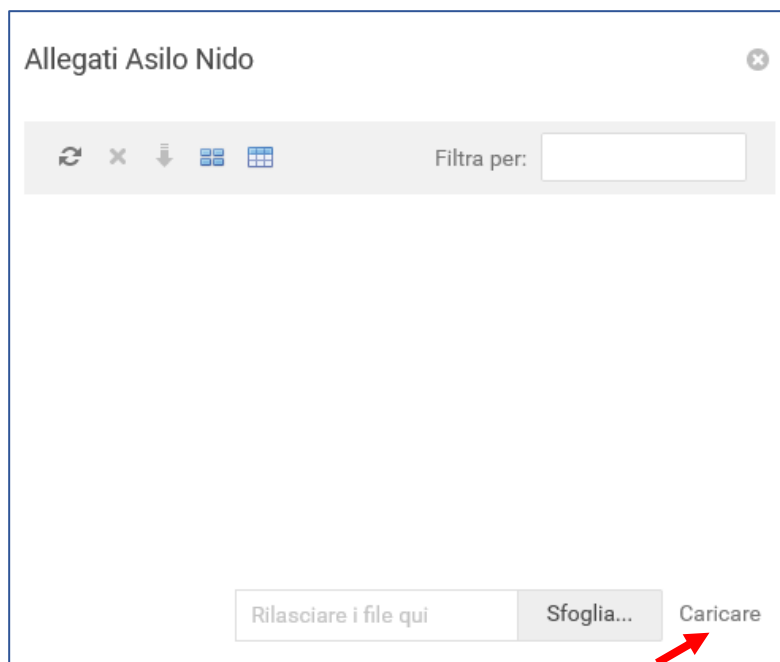 Allegati Asilo Nido
Filtra per:
Rilasciare i file qui Sfoglia... Caricare